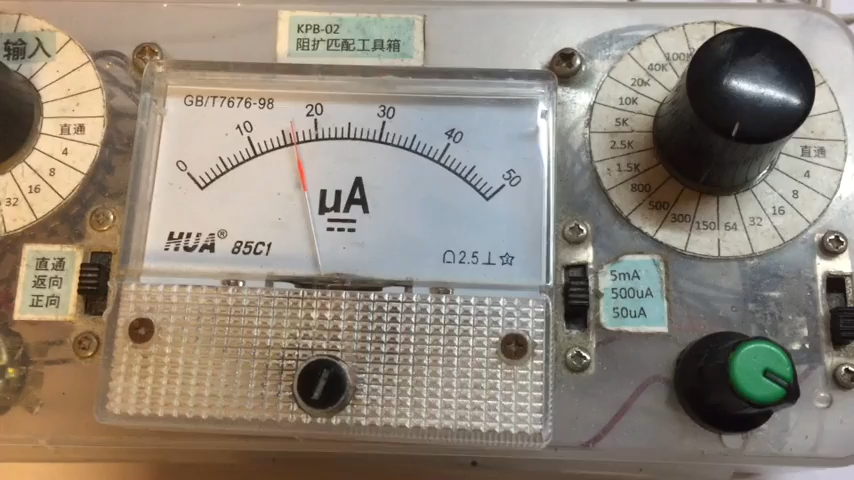 输入
直通
4
8
16
32
KPB-02
阻扩匹配工具箱
GB/T7676-98
0
10
20
30
40
50
µA
HUA® 85C1
2.5
直通
返向
正向
5mA
500uA
50uA
100K
40K
20K
10K
5K
2.5K
1.5K
800
500
300
150
64
32
16
8
4
直通